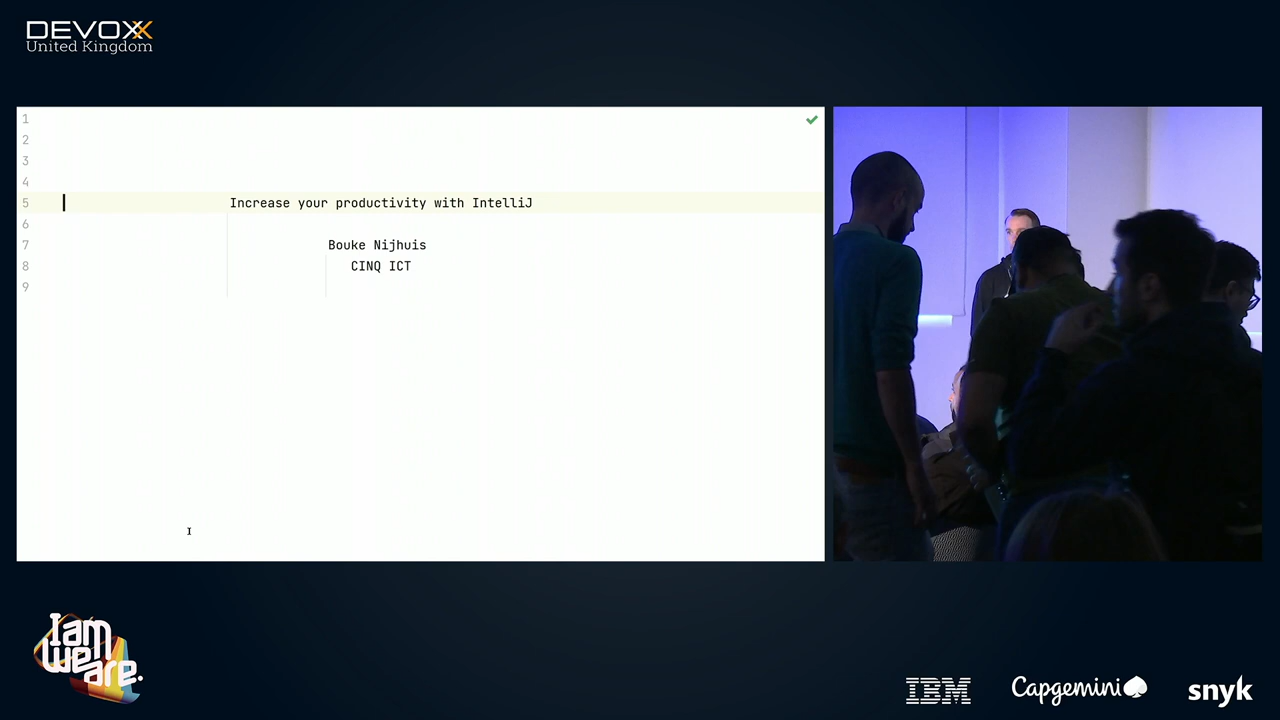 DEVOXX
United Kingdom
1
2
3
4
5 Increase your productivity with IntelliJ
6
7 Bouke Nijhuis
8 CINQ ICT
9
I am
we are.
IBM
Capgemini
snyk